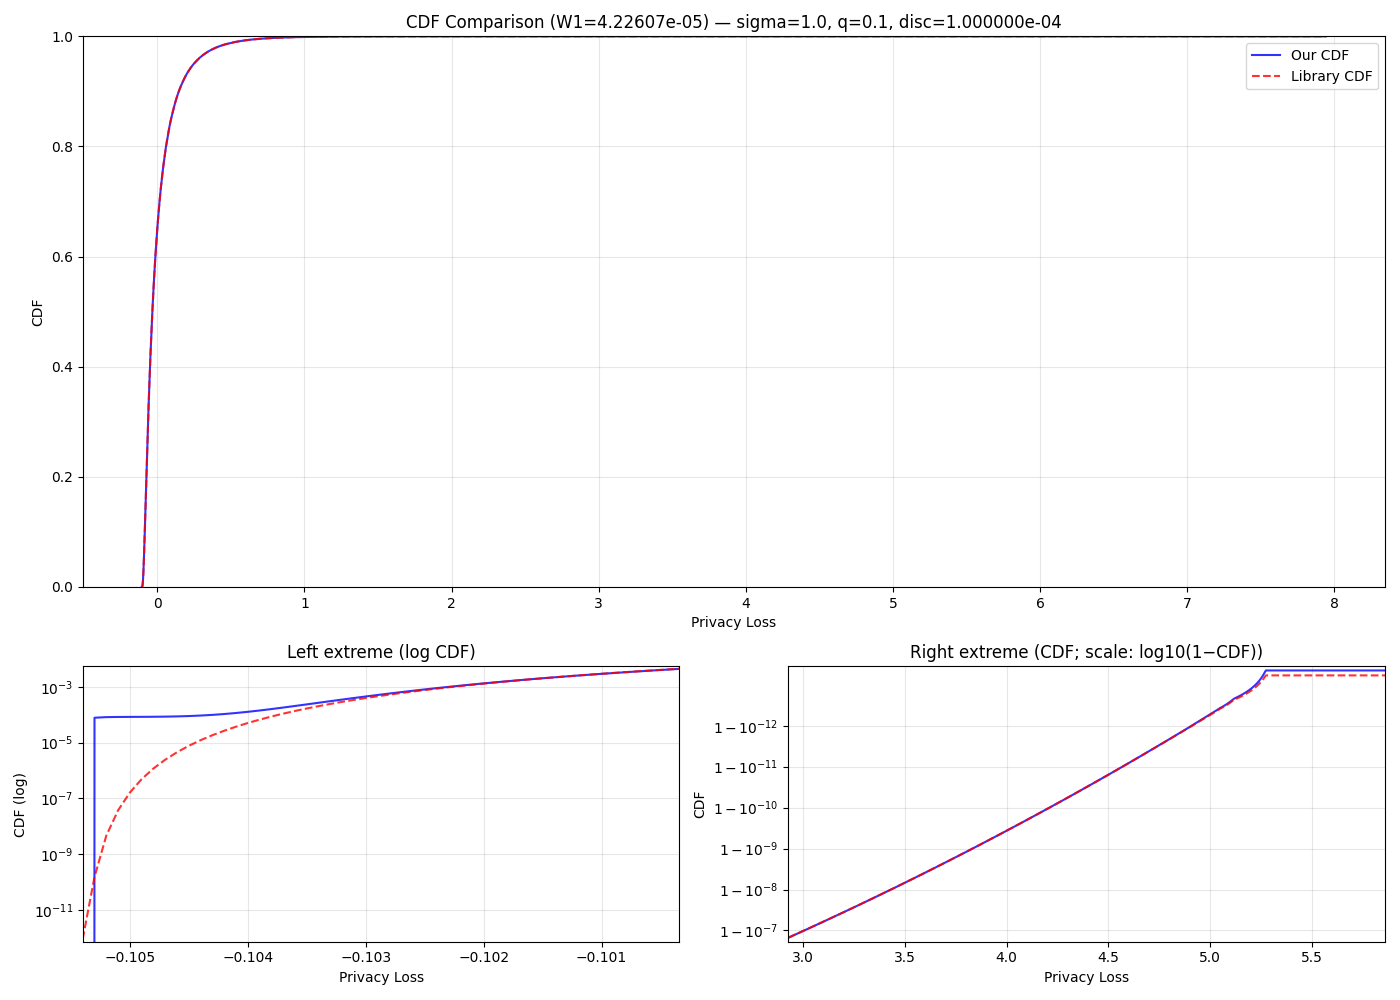 CDF Comparison (W1=4.22607e-05) — sigma=1.0, q=0.1, disc=1.000000e-04
1.0
0.8
0.6
0.4
0.2
0.0
CDF
Our CDF
Library CDF
0 1 2 3 4 5 6 7 8
Privacy Loss
Left extreme (log CDF)
10⁻³
10⁻⁵
10⁻⁷
10⁻⁹
10⁻¹¹
CDF (log)
−0.105 −0.104 −0.103 −0.102 −0.101
Privacy Loss
Right extreme (CDF; scale: log10(1−CDF))
1 − 10⁻¹²
1 − 10⁻¹¹
1 − 10⁻¹⁰
1 − 10⁻⁹
1 − 10⁻⁸
1 − 10⁻⁷
CDF
3.0 3.5 4.0 4.5 5.0 5.5
Privacy Loss